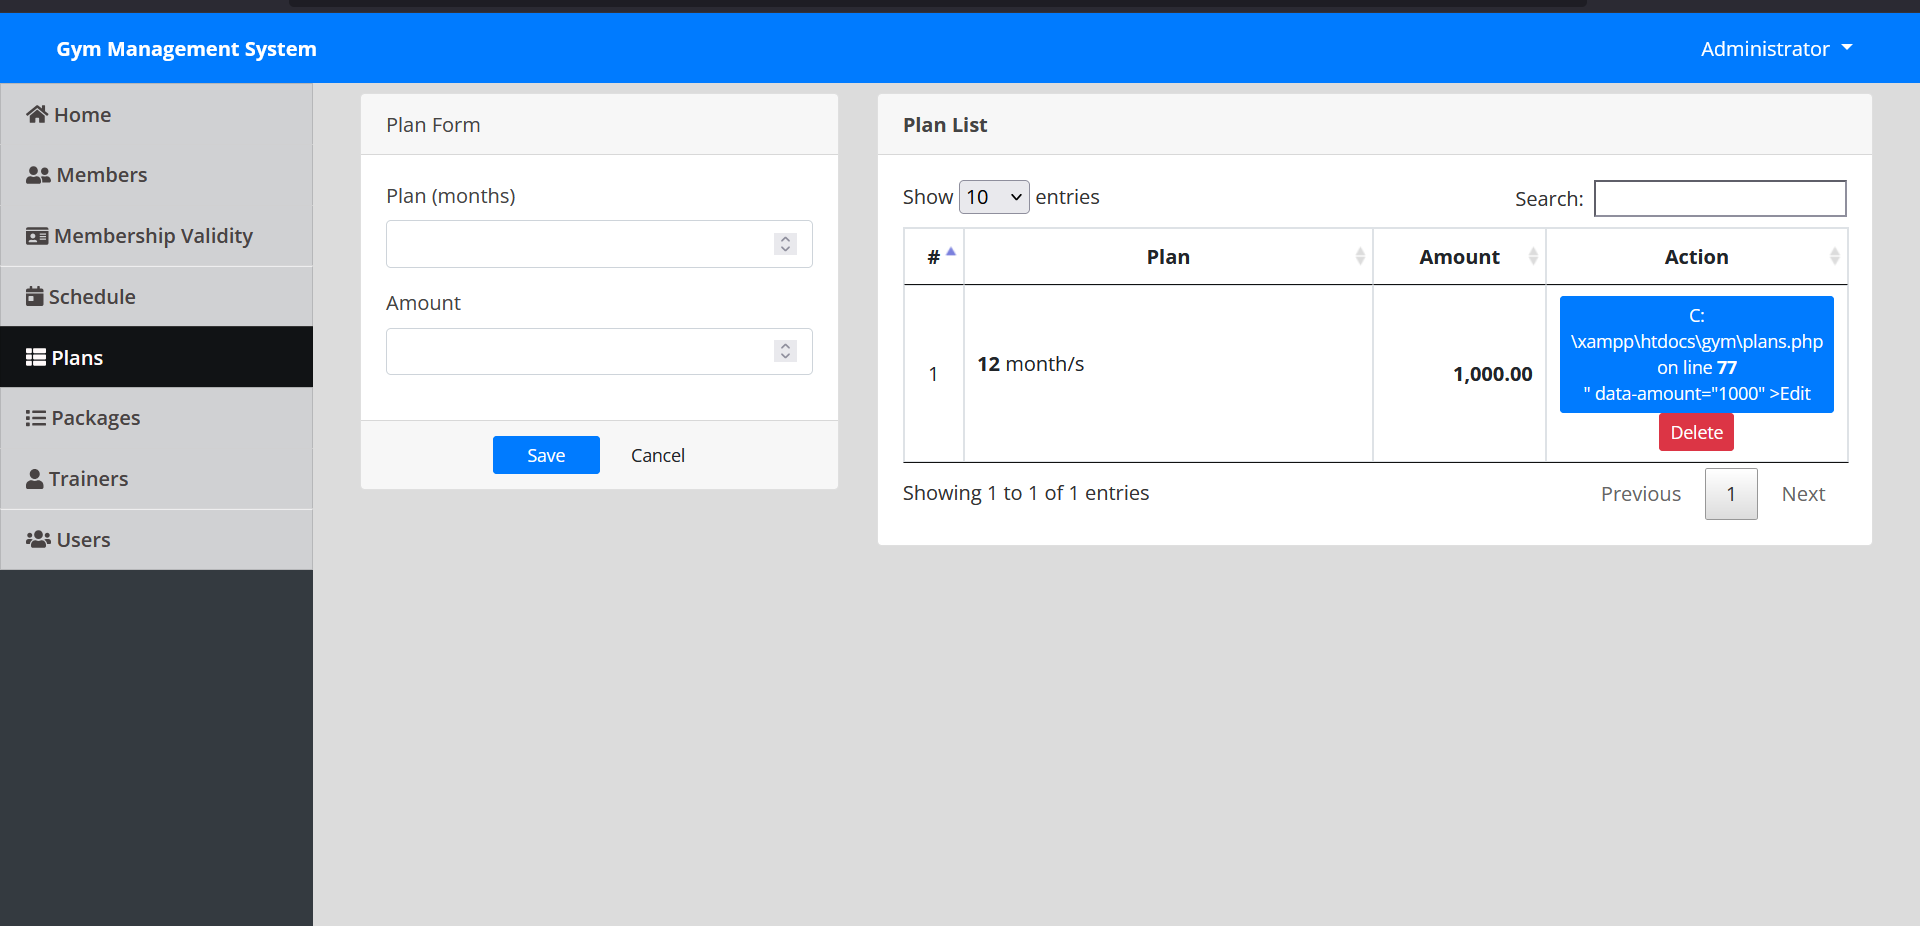 Gym Management System
Administrator
Home
Members
Membership Validity
Schedule
Plans
Packages
Trainers
Users
Plan Form
Plan (months)
Amount
Save Cancel
Plan List
Show 10 entries
Search:
# Plan Amount Action
1 12 month/s 1,000.00
C:
\xampp\htdocs\gym\plans.php
on line 77
" data-amount="1000" >Edit
Delete
Showing 1 to 1 of 1 entries
Previous 1 Next